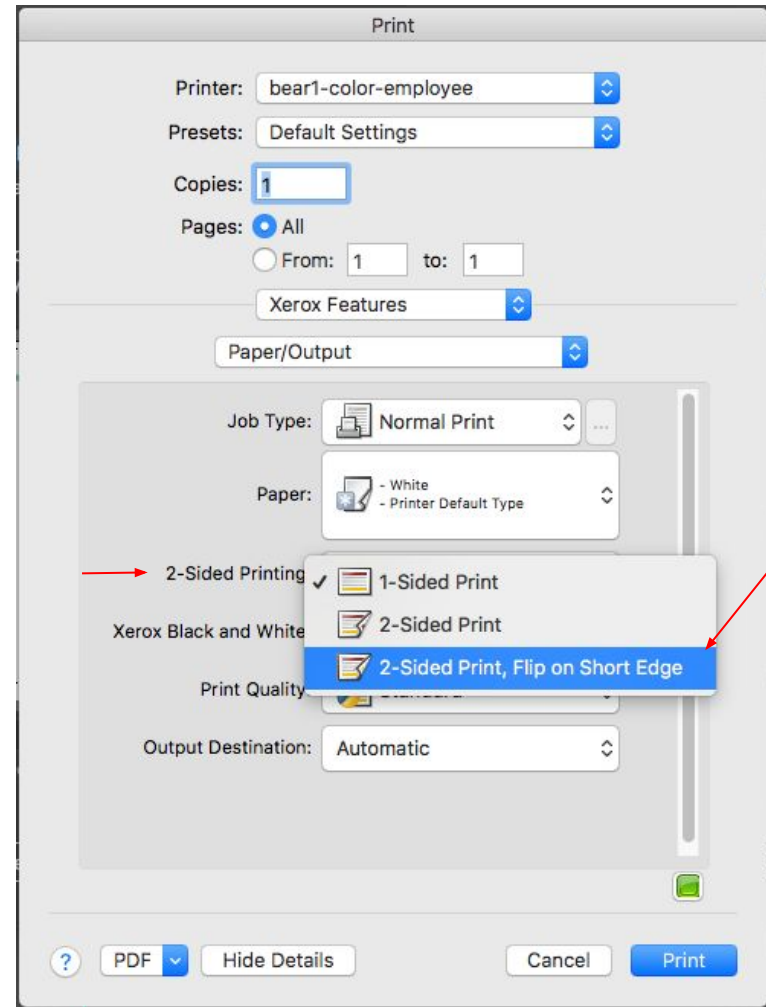 Print
Printer: bear1-color-employee
Presets: Default Settings
Copies: 1
Pages: All
From: 1 to: 1
Xerox Features
Paper/Output
Job Type: Normal Print ...
Paper: - White
- Printer Default Type
2-Sided Printing
✓ 1-Sided Print
2-Sided Print
Xerox Black and White
2-Sided Print, Flip on Short Edge
Print Quality
Output Destination: Automatic
? PDF Hide Details Cancel Print